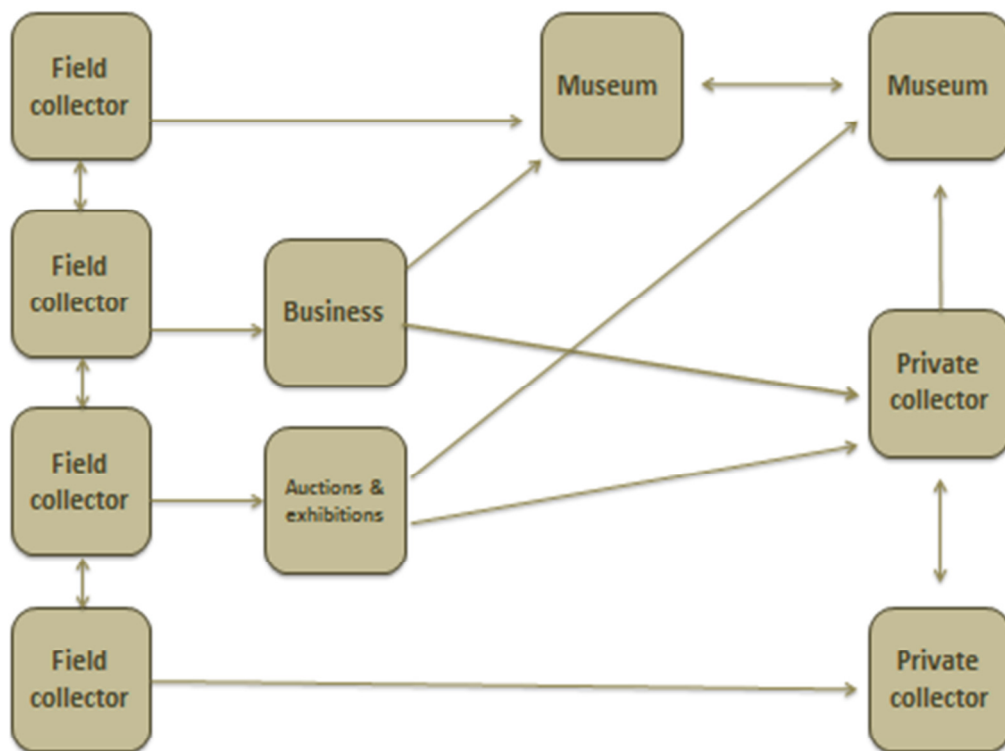 Field
collector
Museum
Museum
Field
collector
Business
Private
collector
Field
collector
Auctions &
exhibitions
Field
collector
Private
collector